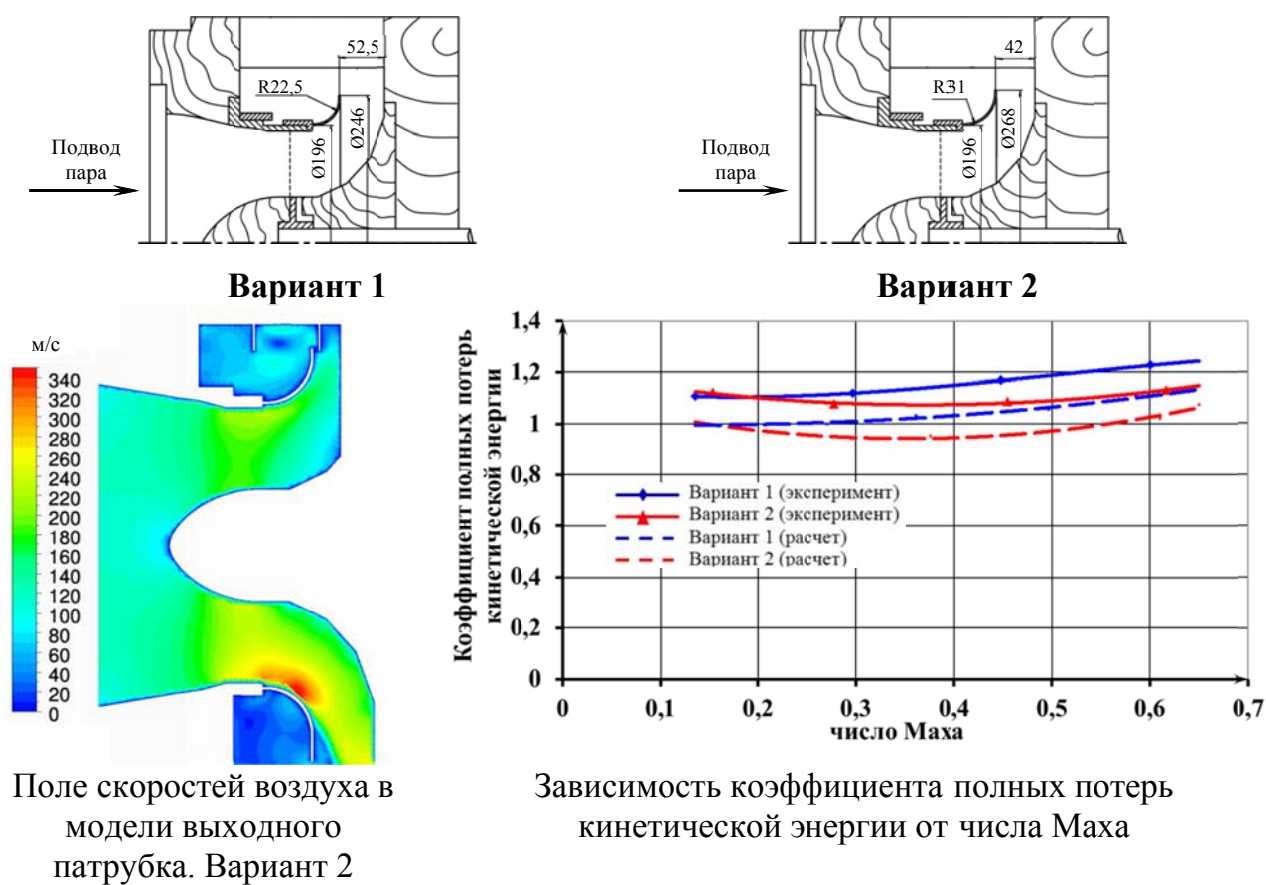 52,5
R22,5
Ø196
Ø246
Подвод
пара
Вариант 1
42
R31
Ø196
Ø268
Подвод
пара
Вариант 2
м/с
340
320
300
280
260
240
220
200
180
160
140
120
100
80
60
40
20
0
Поле скоростей воздуха в
модели выходного
патрубка. Вариант 2
Коэффициент полных потерь
кинетической энергии
1,4
1,2
1
0,8
0,6
0,4
0,2
0
Вариант 1 (эксперимент)
Вариант 2 (эксперимент)
Вариант 1 (расчет)
Вариант 2 (расчет)
0 0,1 0,2 0,3 0,4 0,5 0,6 0,7
число Маха
Зависимость коэффициента полных потерь
кинетической энергии от числа Маха